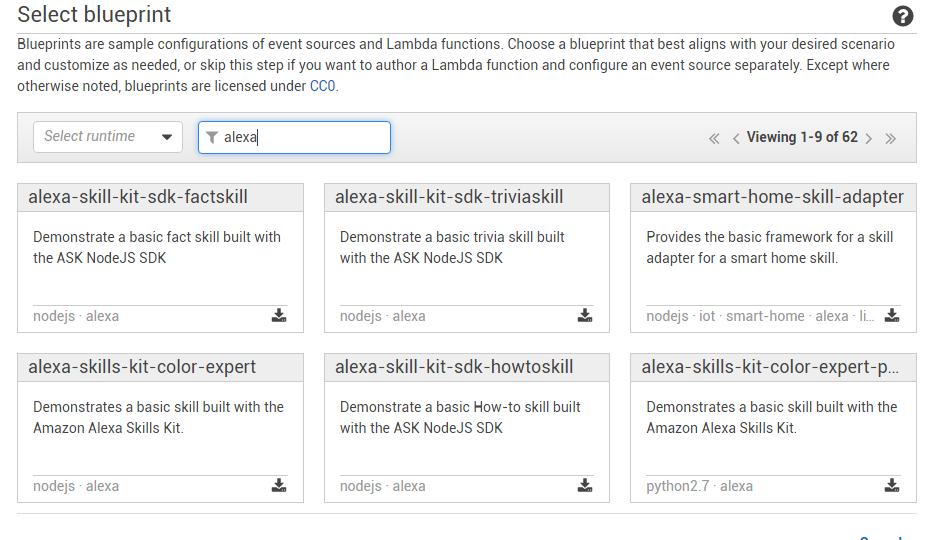 Select blueprint
Blueprints are sample configurations of event sources and Lambda functions. Choose a blueprint that best aligns with your desired scenario
and customize as needed, or skip this step if you want to author a Lambda function and configure an event source separately. Except where
otherwise noted, blueprints are licensed under CC0.
Select runtime
alexa
Viewing 1-9 of 62
alexa-skill-kit-sdk-factskill
Demonstrate a basic fact skill built with
the ASK NodeJS SDK
nodejs · alexa
alexa-skill-kit-sdk-triviaskill
Demonstrate a basic trivia skill built
with the ASK NodeJS SDK
nodejs · alexa
alexa-smart-home-skill-adapter
Provides the basic framework for a skill
adapter for a smart home skill.
nodejs · iot · smart-home · alexa · li...
alexa-skills-kit-color-expert
Demonstrates a basic skill built with the
Amazon Alexa Skills Kit.
nodejs · alexa
alexa-skill-kit-sdk-howtoskill
Demonstrate a basic How-to skill built
with the ASK NodeJS SDK
nodejs · alexa
alexa-skills-kit-color-expert-p...
Demonstrates a basic skill built with the
Amazon Alexa Skills Kit.
python2.7 · alexa